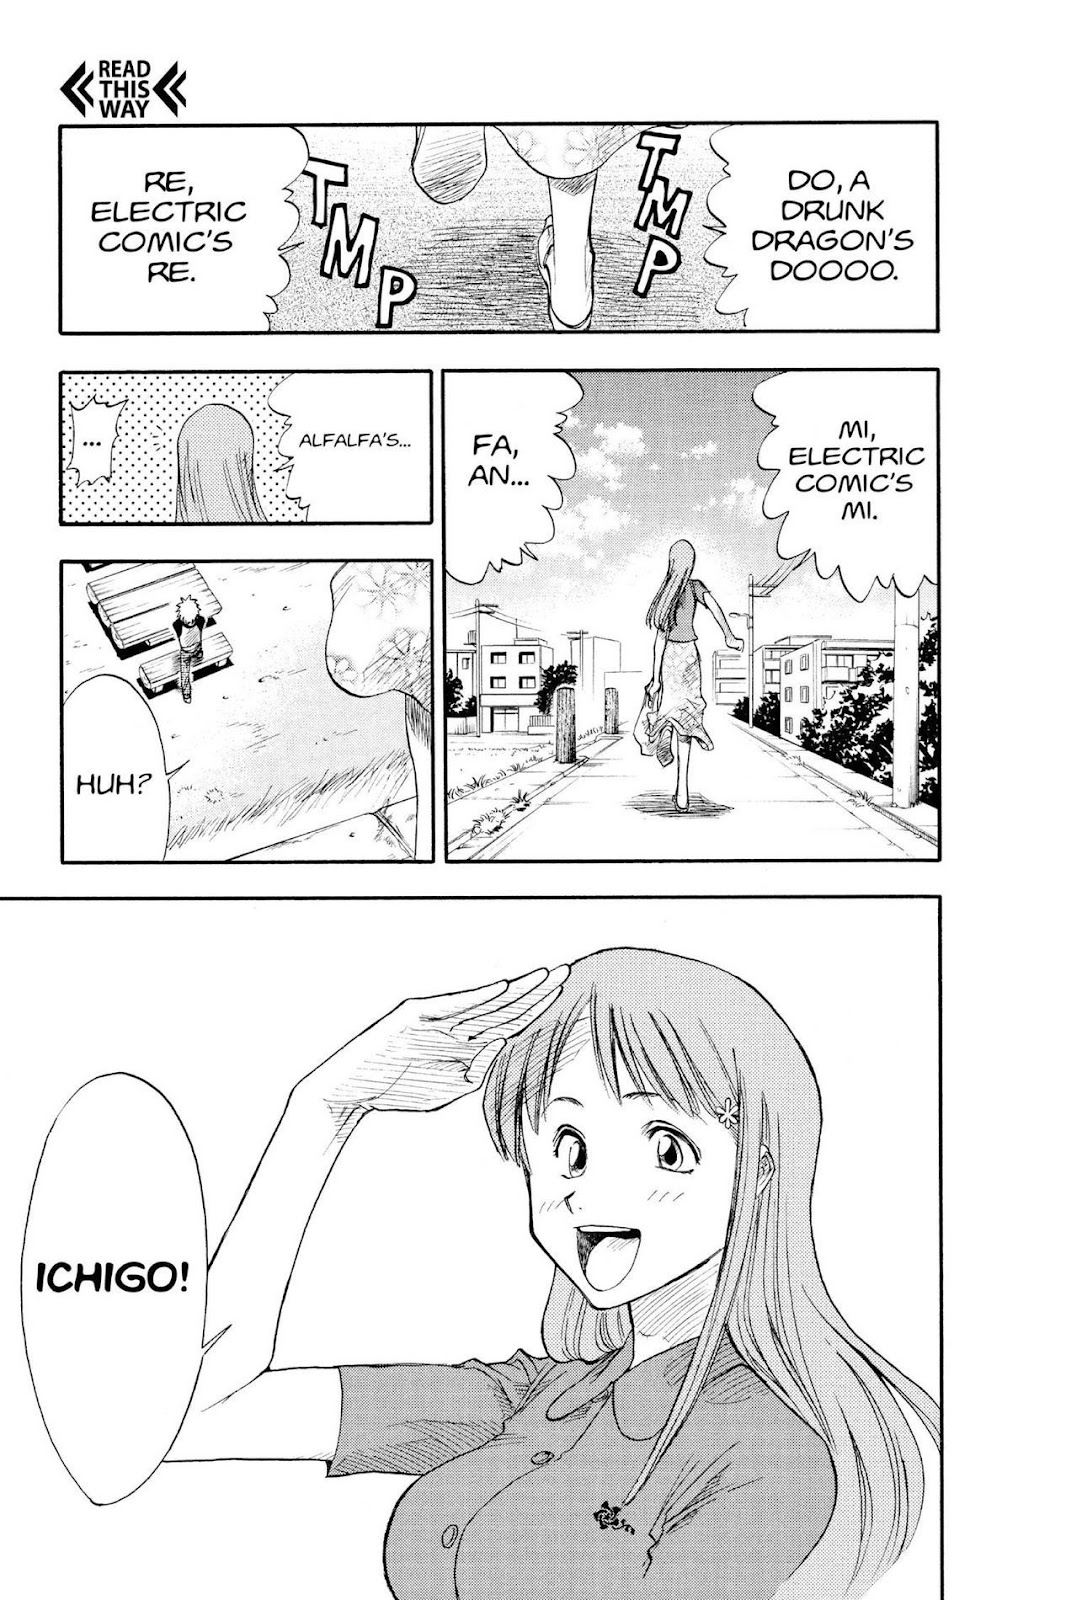 READ
THIS
WAY
DO, A
DRUNK
DRAGON'S
DOOOO.
TMP
TMP
RE,
ELECTRIC
COMIC'S
RE.
MI,
ELECTRIC
COMIC'S
MI.
FA,
AN...
ALFALFA'S...
...
HUH?
ICHIGO!